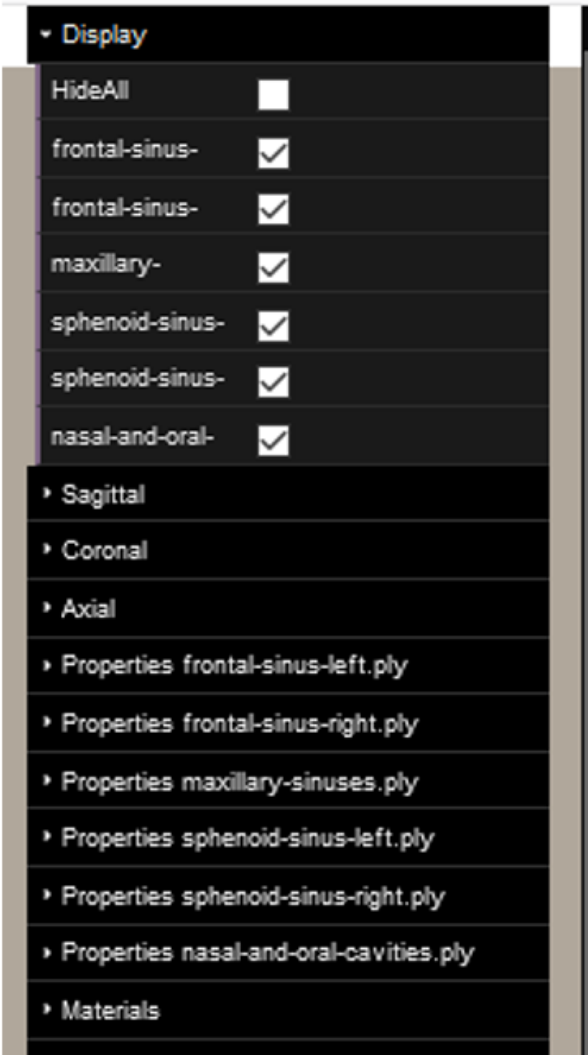 Display
HideAll
frontal-sinus-
frontal-sinus-
maxillary-
sphenoid-sinus-
sphenoid-sinus-
nasal-and-oral-
Sagittal
Coronal
Axial
Properties frontal-sinus-left.ply
Properties frontal-sinus-right.ply
Properties maxillary-sinuses.ply
Properties sphenoid-sinus-left.ply
Properties sphenoid-sinus-right.ply
Properties nasal-and-oral-cavities.ply
Materials